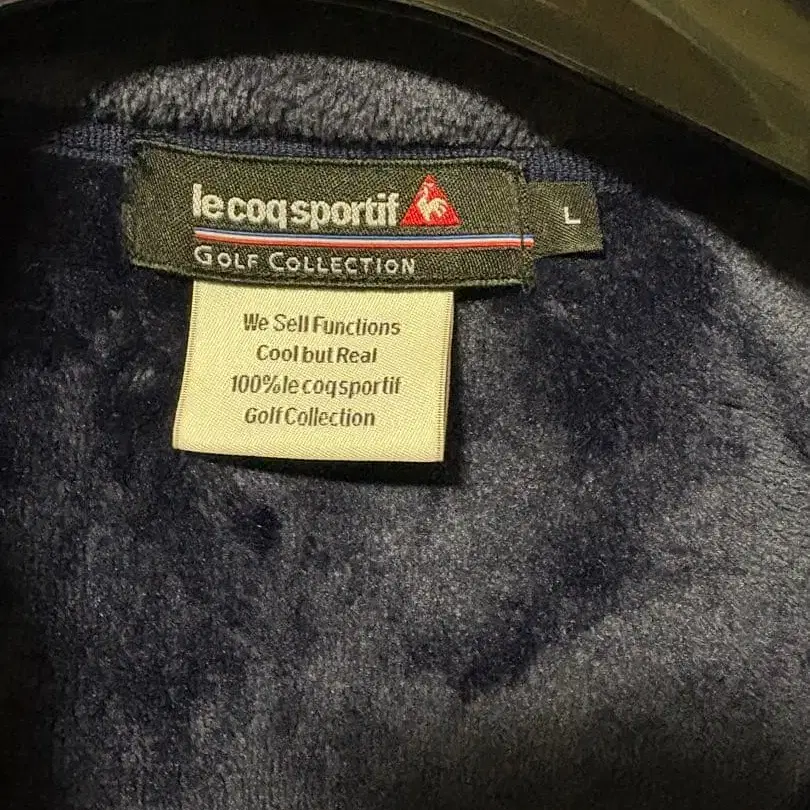 le coq sportif
GOLF COLLECTION
L
We Sell Functions
Cool but Real
100% le coq sportif
Golf Collection